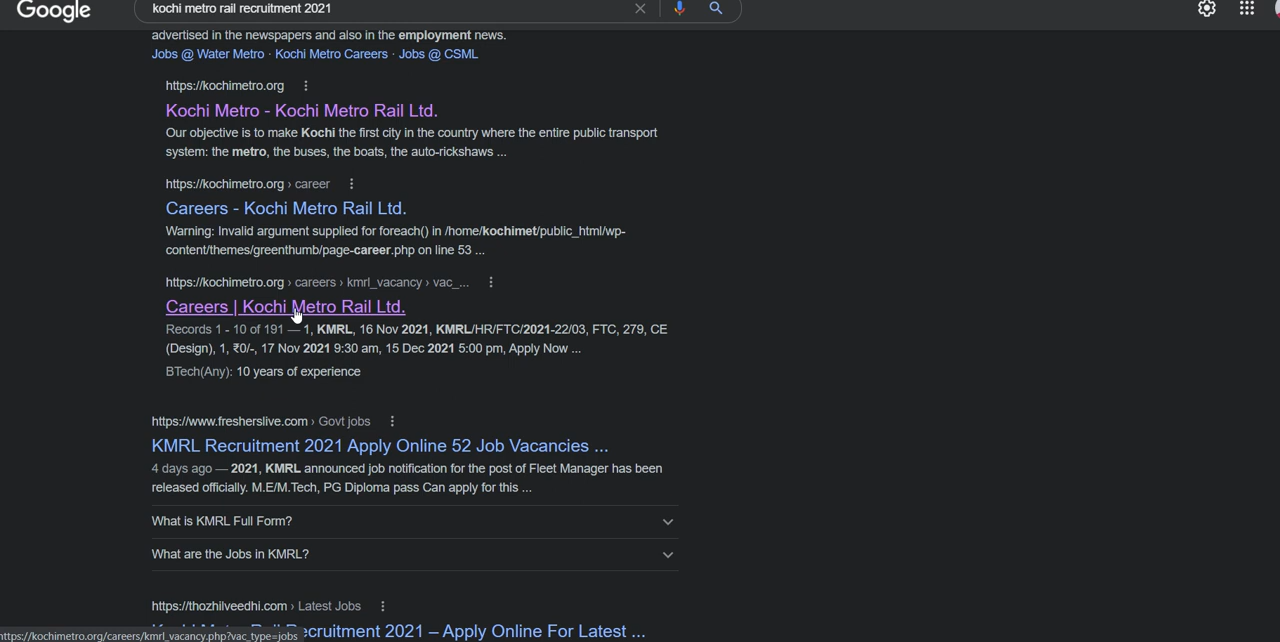 Google
kochi metro rail recruitment 2021
advertised in the newspapers and also in the employment news.
Jobs @ Water Metro · Kochi Metro Careers · Jobs @ CSML
https://kochimetro.org
Kochi Metro - Kochi Metro Rail Ltd.
Our objective is to make Kochi the first city in the country where the entire public transport
system: the metro, the buses, the boats, the auto-rickshaws ...
https://kochimetro.org › career
Careers - Kochi Metro Rail Ltd.
Warning: Invalid argument supplied for foreach() in /home/kochimet/public_html/wp-
content/themes/greenthumb/page-career.php on line 53 ...
https://kochimetro.org › careers › kmrl_vacancy › vac_...
Careers | Kochi Metro Rail Ltd.
Records 1 - 10 of 191 — 1, KMRL, 16 Nov 2021, KMRL/HR/FTC/2021-22/03, FTC, 279, CE
(Design), 1, ₹0/-, 17 Nov 2021 9:30 am, 15 Dec 2021 5:00 pm, Apply Now ...
BTech(Any): 10 years of experience
https://www.fresherslive.com › Govt jobs
KMRL Recruitment 2021 Apply Online 52 Job Vacancies ...
4 days ago — 2021, KMRL announced job notification for the post of Fleet Manager has been
released officially. M.E/M.Tech, PG Diploma pass Can apply for this ...
What is KMRL Full Form?
What are the Jobs in KMRL?
https://thozhilveedhi.com › Latest Jobs
Recruitment 2021 – Apply Online For Latest ...
https://kochimetro.org/careers/kmrl_vacancy.php?vac_type=jobs